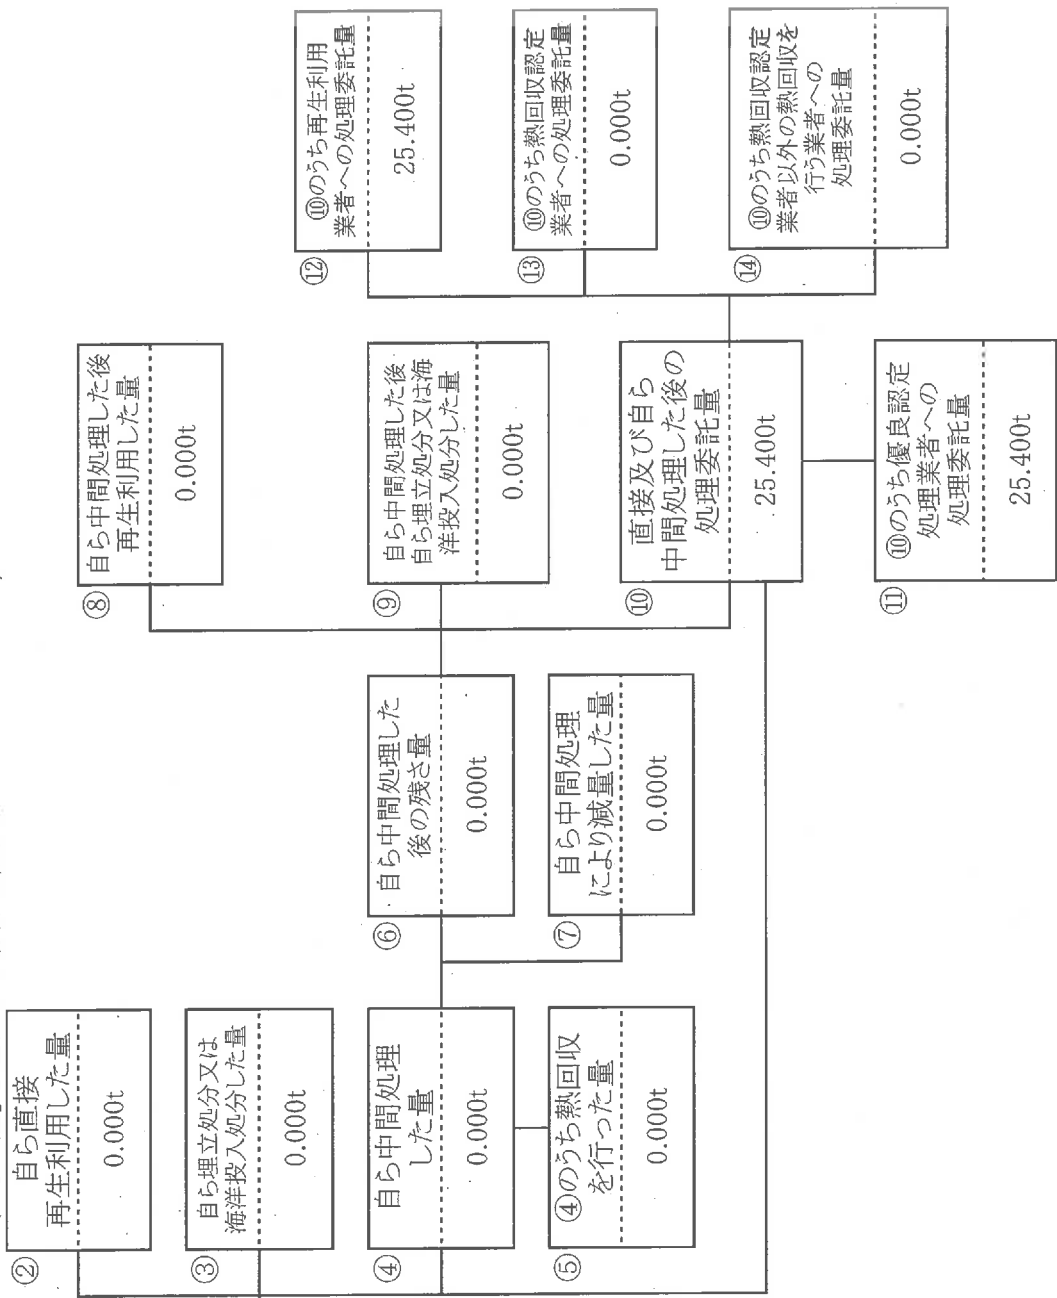 ②
自ら直接
再生利用した量
0.000t
③
自ら埋立処分又は
海洋投入処分した量
0.000t
④
自ら中間処理
した量
0.000t
⑤
④のうち熱回収
を行った量
0.000t
⑥
自ら中間処理した
後の残さ量
0.000t
⑦
自ら中間処理
により減量した量
0.000t
⑧
自ら中間処理した後
再生利用した量
0.000t
⑨
自ら中間処理した後
自ら埋立処分又は海
洋投入処分した量
0.000t
⑩
直接及び自ら
中間処理した後の
処理委託量
25.400t
⑪
⑩のうち優良認定
処理業者への
処理委託量
25.400t
⑫
⑩のうち再生利用
業者への処理委託量
25.400t
⑬
⑩のうち熱回収認定
業者への処理委託量
0.000t
⑭
⑩のうち熱回収認定
業者以外の熱回収を
行う業者への
処理委託量
0.000t